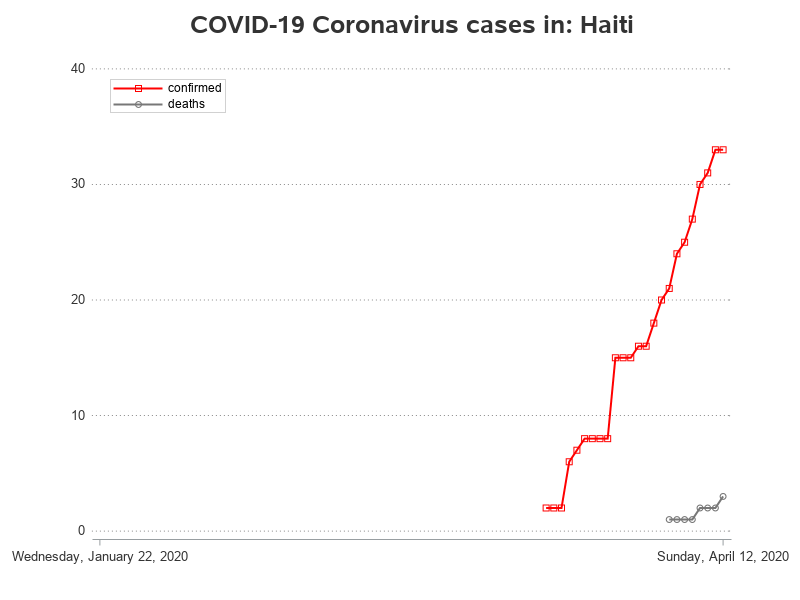 COVID-19 Coronavirus cases in: Haiti
40
confirmed
deaths
30
20
10
0
Wednesday, January 22, 2020
Sunday, April 12, 2020